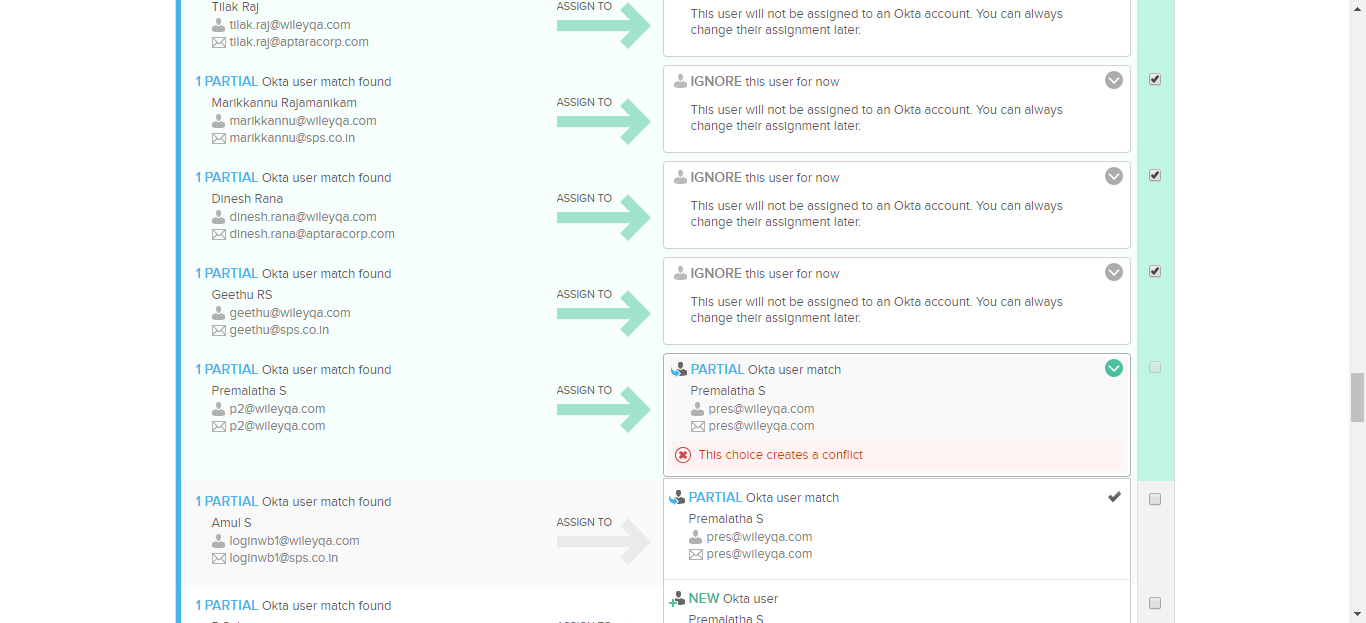 Tilak Raj
tilak.raj@wileyqa.com
tilak.raj@aptaracorp.com
ASSIGN TO
This user will not be assigned to an Okta account. You can always
change their assignment later.
1 PARTIAL Okta user match found
Marikkannu Rajamanikam
marikkannu@wileyqa.com
marikkannu@sps.co.in
ASSIGN TO
IGNORE this user for now
This user will not be assigned to an Okta account. You can always
change their assignment later.
1 PARTIAL Okta user match found
Dinesh Rana
dinesh.rana@wileyqa.com
dinesh.rana@aptaracorp.com
ASSIGN TO
IGNORE this user for now
This user will not be assigned to an Okta account. You can always
change their assignment later.
1 PARTIAL Okta user match found
Geethu RS
geethu@wileyqa.com
geethu@sps.co.in
ASSIGN TO
IGNORE this user for now
This user will not be assigned to an Okta account. You can always
change their assignment later.
1 PARTIAL Okta user match found
Premalatha S
p2@wileyqa.com
p2@wileyqa.com
ASSIGN TO
PARTIAL Okta user match
Premalatha S
pres@wileyqa.com
pres@wileyqa.com
This choice creates a conflict
1 PARTIAL Okta user match found
Amul S
loginwb1@wileyqa.com
loginwb1@sps.co.in
ASSIGN TO
PARTIAL Okta user match
Premalatha S
pres@wileyqa.com
pres@wileyqa.com
1 PARTIAL Okta user match found
NEW Okta user
Premalatha S